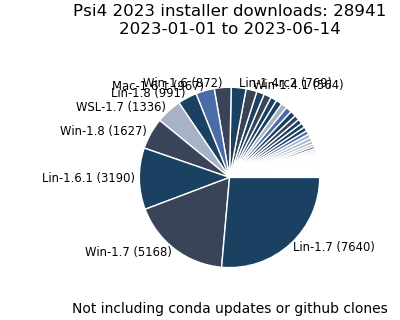 Psi4 2023 installer downloads: 28941
2023-01-01 to 2023-06-14
Win-1.6 (872)
Lin-1.4rc2 (769)
Win-1.4.1 (564)
Lin-1.8 (991)
WSL-1.7 (1336)
Win-1.8 (1627)
Lin-1.6.1 (3190)
Win-1.7 (5168)
Lin-1.7 (7640)
Not including conda updates or github clones